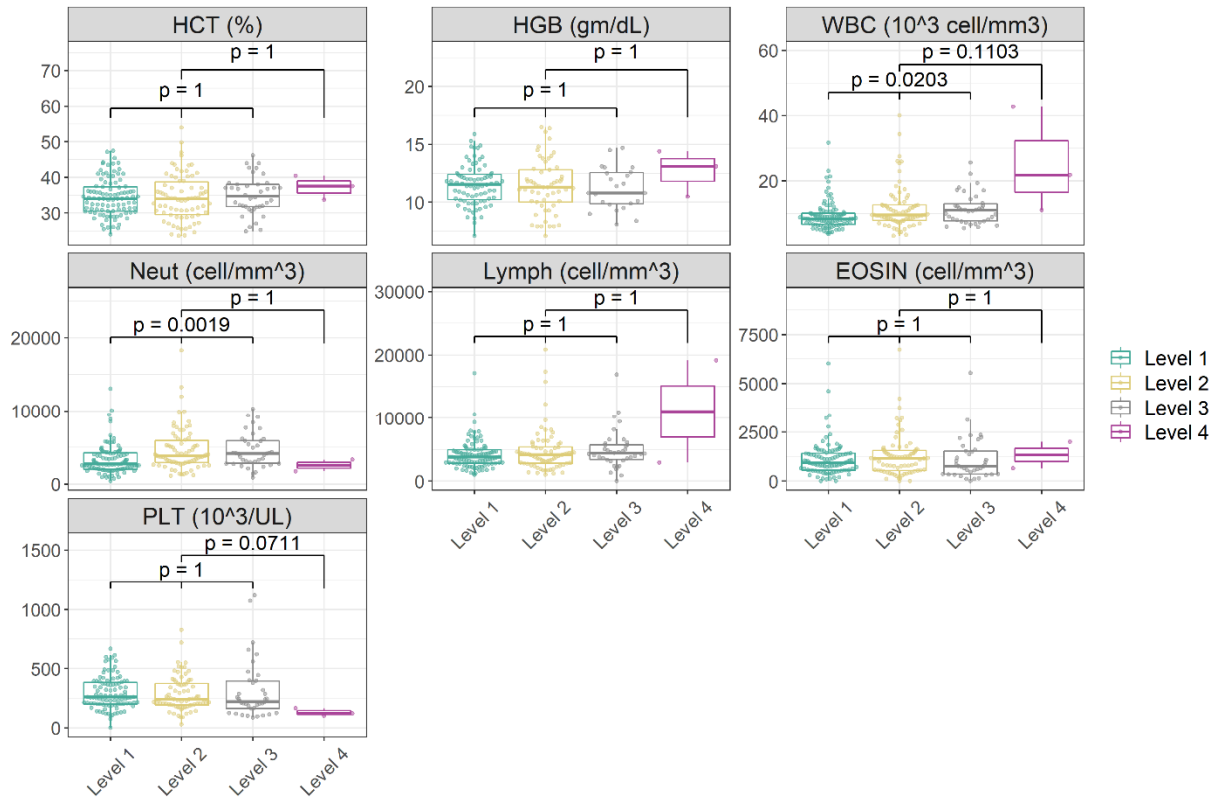 HCT (%)
p = 1
p = 1
70
60
50
40
30
HGB (gm/dL)
p = 1
p = 1
20
15
10
WBC (10^3 cell/mm3)
p = 0.1103
p = 0.0203
60
40
20
Neut (cell/mm^3)
p = 1
p = 0.0019
20000
10000
0
Lymph (cell/mm^3)
p = 1
p = 1
30000
20000
10000
0
Level 1
Level 2
Level 3
Level 4
EOSIN (cell/mm^3)
p = 1
p = 1
7500
5000
2500
0
Level 1
Level 2
Level 3
Level 4
PLT (10^3/UL)
p = 0.0711
p = 1
1500
1000
500
0
Level 1
Level 2
Level 3
Level 4
Level 1
Level 2
Level 3
Level 4